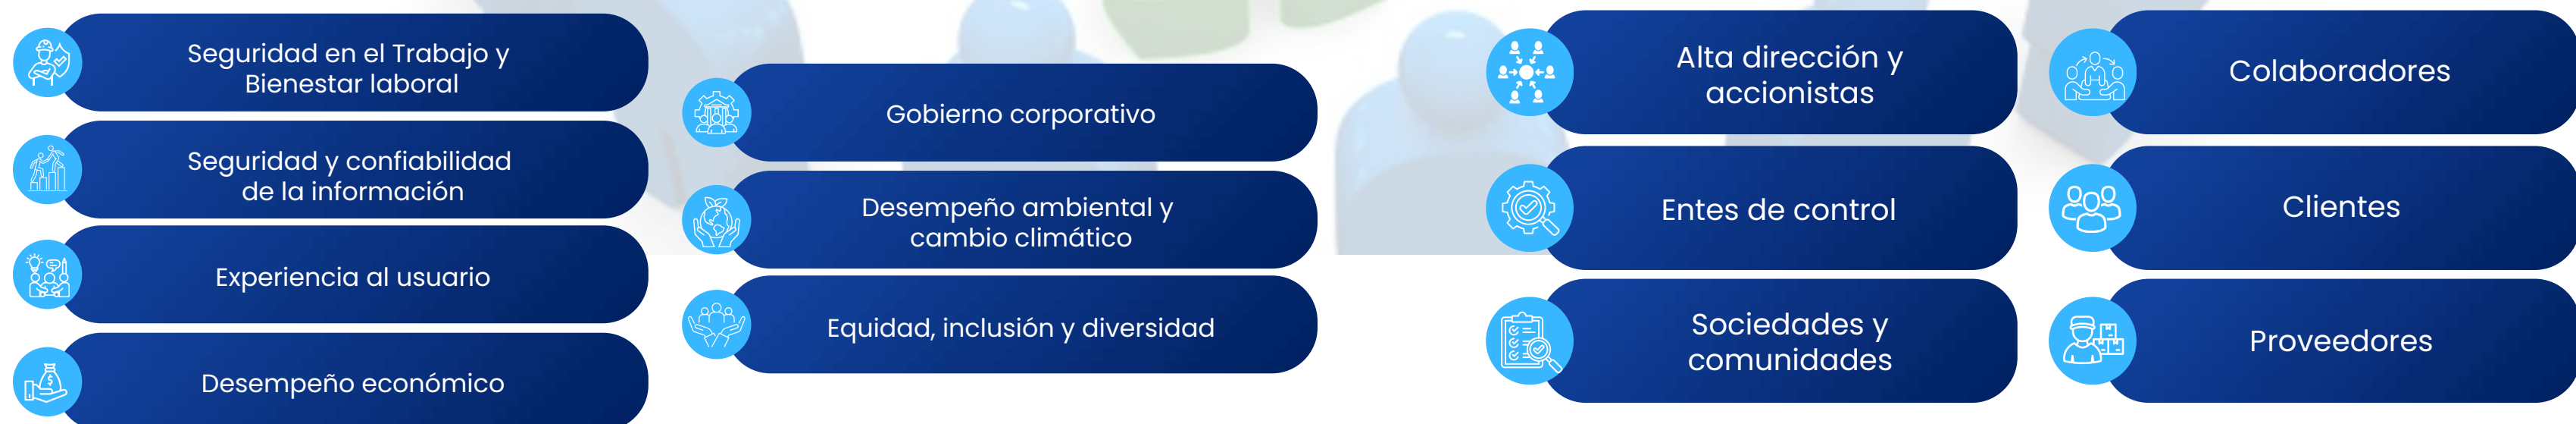 Seguridad en el Trabajo y
Bienestar laboral
Seguridad y confiabilidad
de la información
Experiencia al usuario
Desempeño económico
Gobierno corporativo
Desempeño ambiental y
cambio climático
Equidad, inclusión y diversidad
Alta dirección y
accionistas
Entes de control
Sociedades y
comunidades
Colaboradores
Clientes
Proveedores